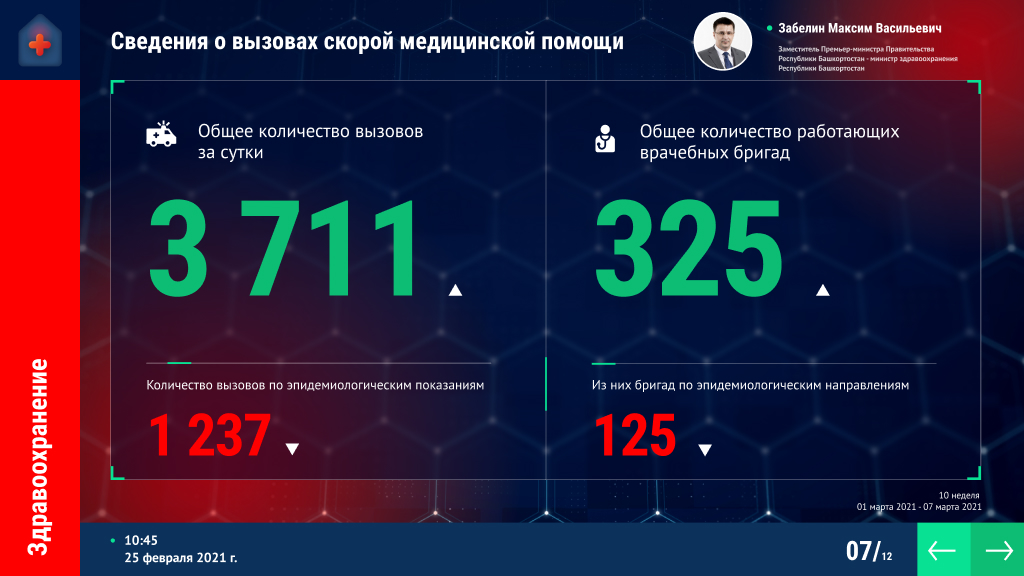 Сведения о вызовах скорой медицинской помощи
Забелин Максим Васильевич
Заместитель Премьер-министра Правительства
Республики Башкортостан - министр здравоохранения
Республики Башкортостан
Общее количество вызовов
за сутки
3 711
Общее количество работающих
врачебных бригад
325
Количество вызовов по эпидемиологическим показаниям
1 237
Из них бригад по эпидемиологическим направлениям
125
Здравоохранение
10 неделя
01 марта 2021 - 07 марта 2021
10:45
25 февраля 2021 г.
07/12